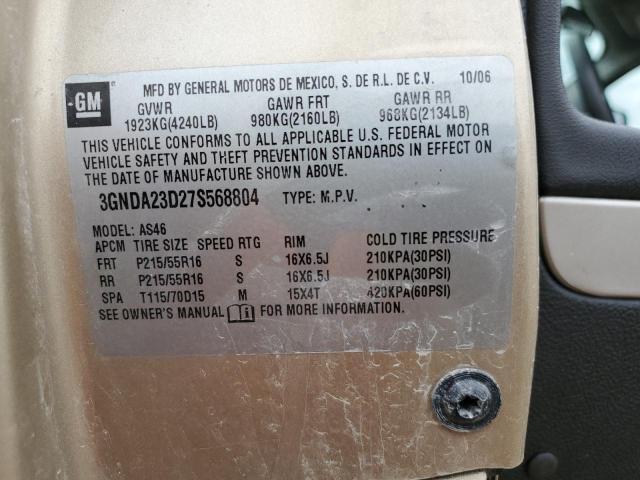 GM
MFD BY GENERAL MOTORS DE MEXICO, S. DE R.L. DE C.V. 10/06
GVWR GAWR FRT GAWR RR
1923KG(4240LB) 980KG(2160LB) 968KG(2134LB)
THIS VEHICLE CONFORMS TO ALL APPLICABLE U.S. FEDERAL MOTOR
VEHICLE SAFETY AND THEFT PREVENTION STANDARDS IN EFFECT ON
THE DATE OF MANUFACTURE SHOWN ABOVE.
3GNDA23D27S568804 TYPE: M.P.V.
MODEL: AS46
APCM TIRE SIZE SPEED RTG RIM COLD TIRE PRESSURE
FRT P215/55R16 S 16X6.5J 210KPA(30PSI)
RR P215/55R16 S 16X6.5J 210KPA(30PSI)
SPA T115/70D15 M 15X4T 420KPA(60PSI)
SEE OWNER'S MANUAL FOR MORE INFORMATION.